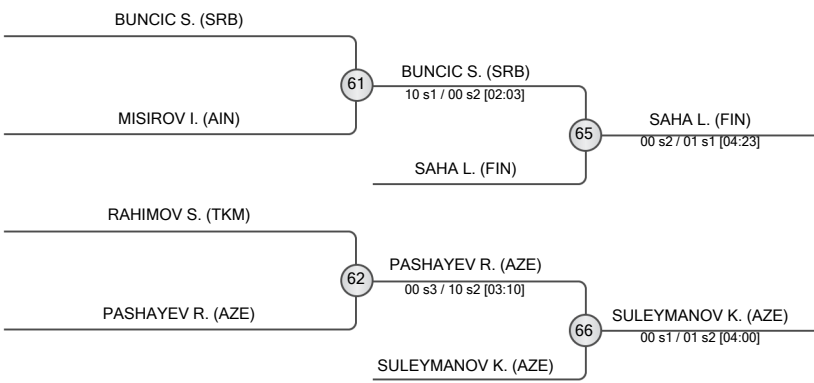 BUNCIC S. (SRB)
61
MISIROV I. (AIN)
BUNCIC S. (SRB)
10 s1 / 00 s2 [02:03]
65
SAHA L. (FIN)
SAHA L. (FIN)
00 s2 / 01 s1 [04:23]
RAHIMOV S. (TKM)
62
PASHAYEV R. (AZE)
PASHAYEV R. (AZE)
00 s3 / 10 s2 [03:10]
66
SULEYMANOV K. (AZE)
SULEYMANOV K. (AZE)
00 s1 / 01 s2 [04:00]